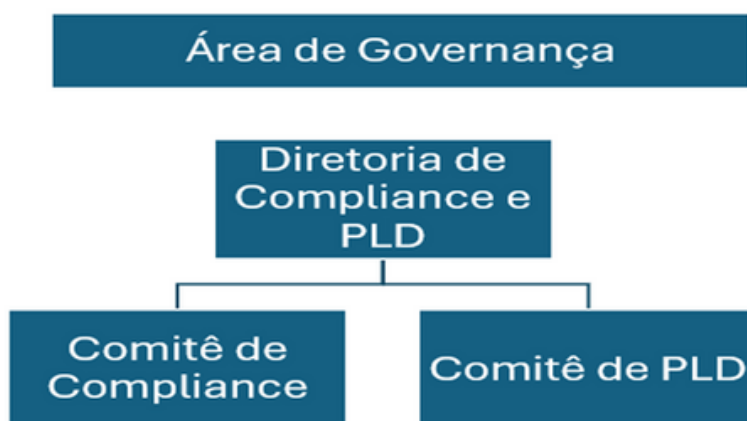 Área de Governança
Diretoria de
Compliance e
PLD
Comitê de
Compliance
Comitê de PLD